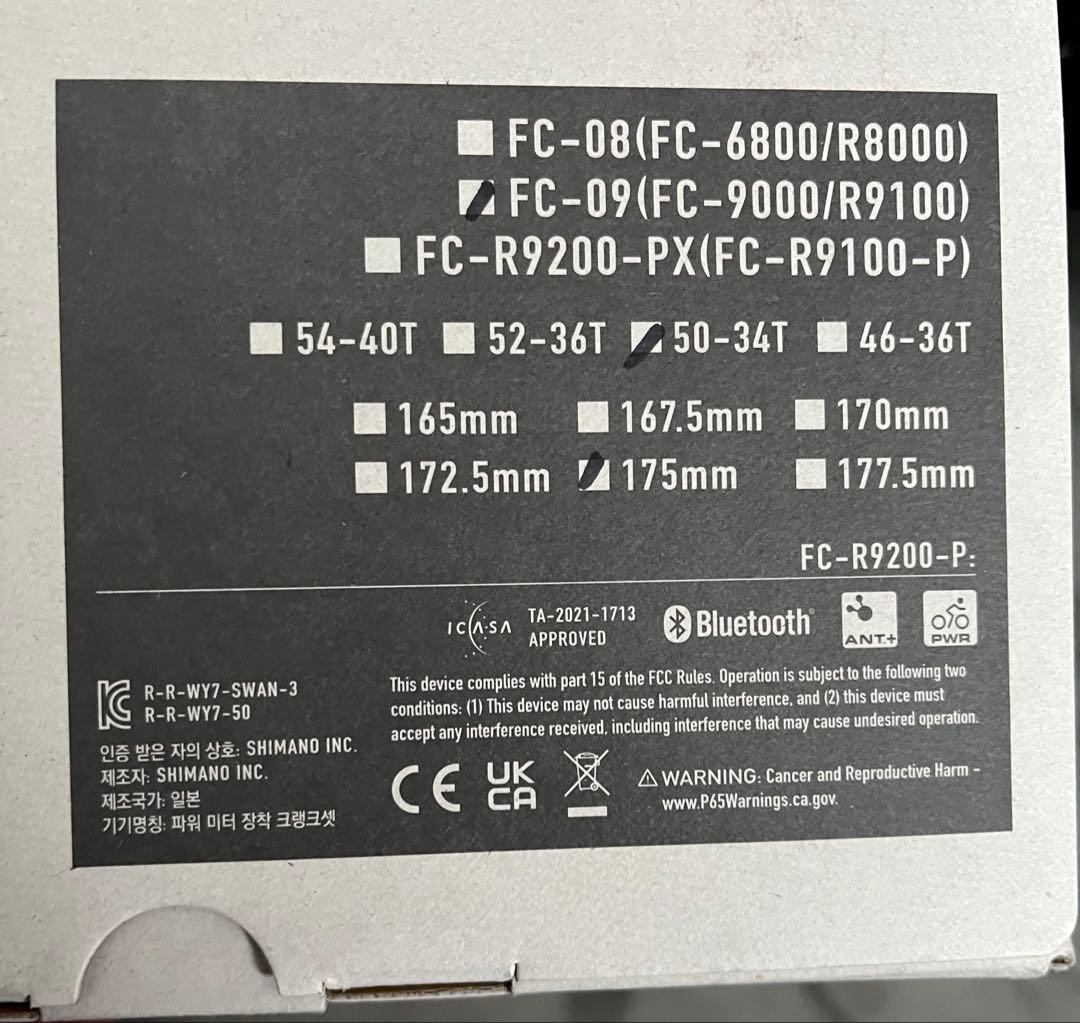 FC-08(FC-6800/R8000)
FC-09(FC-9000/R9100)
FC-R9200-PX(FC-R9100-P)
54-40T 52-36T 50-34T 46-36T
165mm 167.5mm 170mm
172.5mm 175mm 177.5mm
FC-R9200-P:
ICASA TA-2021-1713 APPROVED Bluetooth® ANT+ PWR
R-R-WY7-SWAN-3
R-R-WY7-50
인증 받은 자의 상호: SHIMANO INC.
제조자: SHIMANO INC.
제조국가: 일본
기기명칭: 파워 미터 장착 크랭크셋
This device complies with part 15 of the FCC Rules. Operation is subject to the following two
conditions: (1) This device may not cause harmful interference, and (2) this device must
accept any interference received, including interference that may cause undesired operation.
CE UK CA ⚠ WARNING: Cancer and Reproductive Harm -
www.P65Warnings.ca.gov.